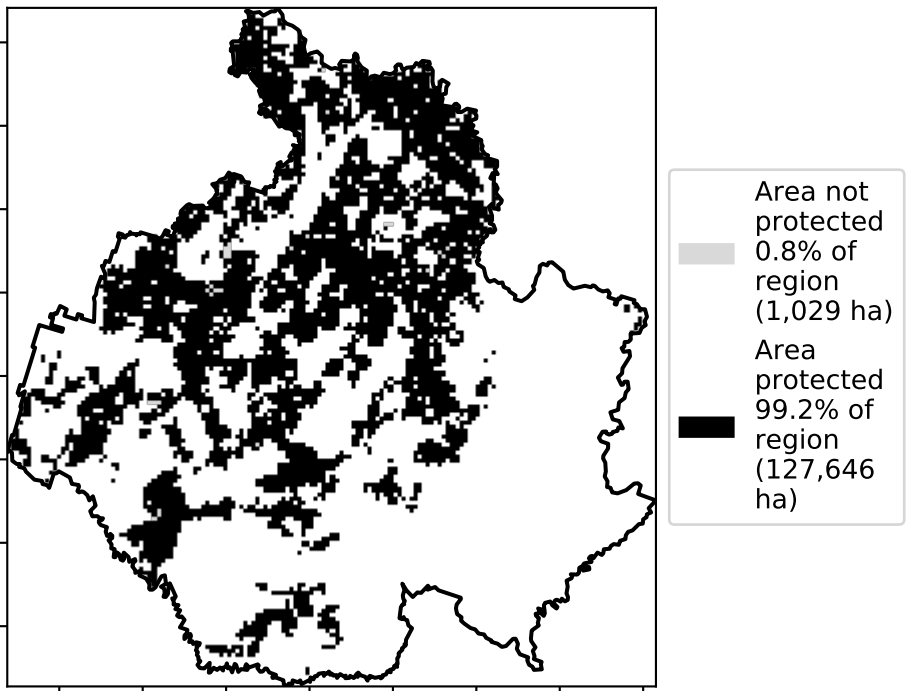 Area not
protected
0.8% of
region
(1,029 ha)
Area
protected
99.2% of
region
(127,646
ha)